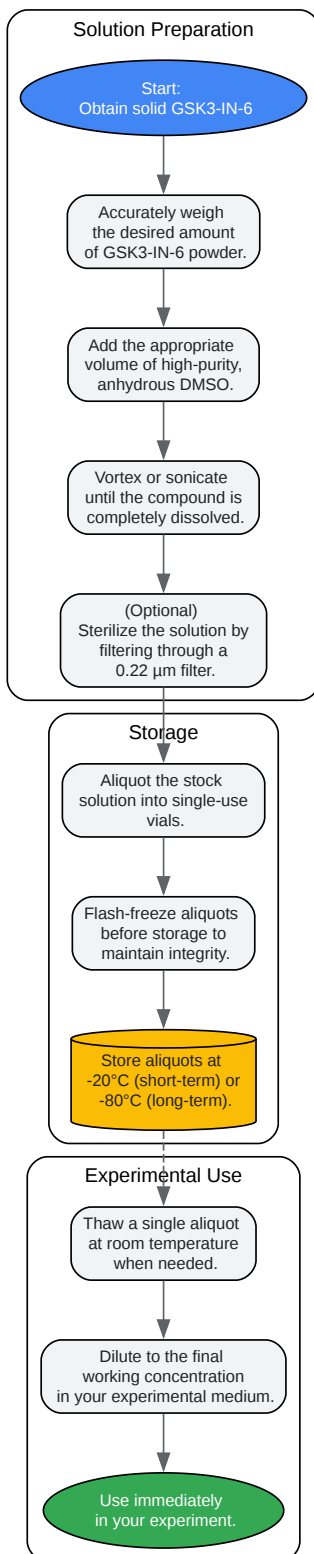 Solution Preparation
Start:
Obtain solid GSK3-IN-6
Accurately weigh
the desired amount
of GSK3-IN-6 powder.
Add the appropriate
volume of high-purity,
anhydrous DMSO.
Vortex or sonicate
until the compound is
completely dissolved.
(Optional)
Sterilize the solution by
filtering through a
0.22 µm filter.
Storage
Aliquot the stock
solution into single-use
vials.
Flash-freeze aliquots
before storage to
maintain integrity.
Store aliquots at
-20°C (short-term) or
-80°C (long-term).
Experimental Use
Thaw a single aliquot
at room temperature
when needed.
Dilute to the final
working concentration
in your experimental medium.
Use immediately
in your experiment.